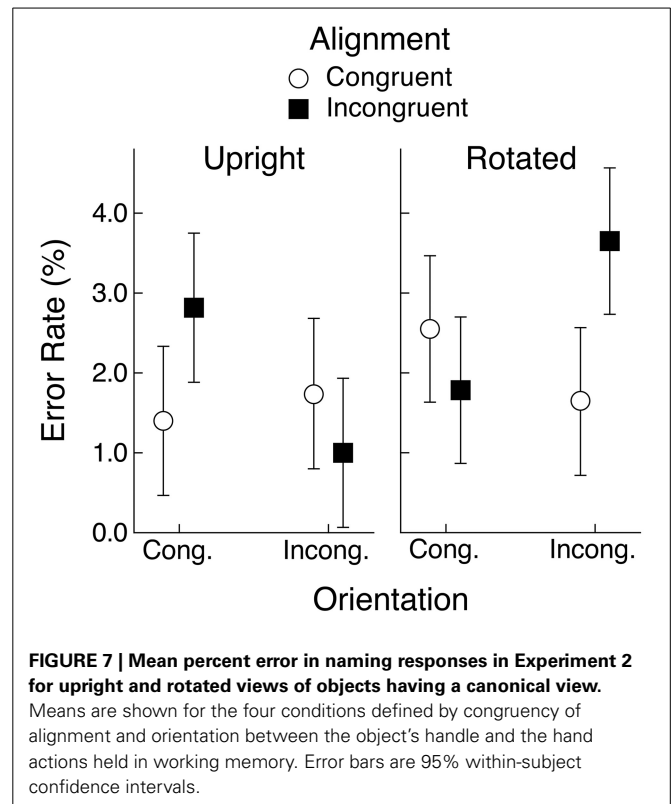 Alignment
Congruent
Incongruent
Upright
Rotated
Error Rate (%)
4.0
3.0
2.0
1.0
0.0
Cong.
Incong.
Cong.
Incong.
Orientation
FIGURE 7 | Mean percent error in naming responses in Experiment 2
for upright and rotated views of objects having a canonical view.
Means are shown for the four conditions defined by congruency of
alignment and orientation between the object’s handle and the hand
actions held in working memory. Error bars are 95% within-subject
confidence intervals.